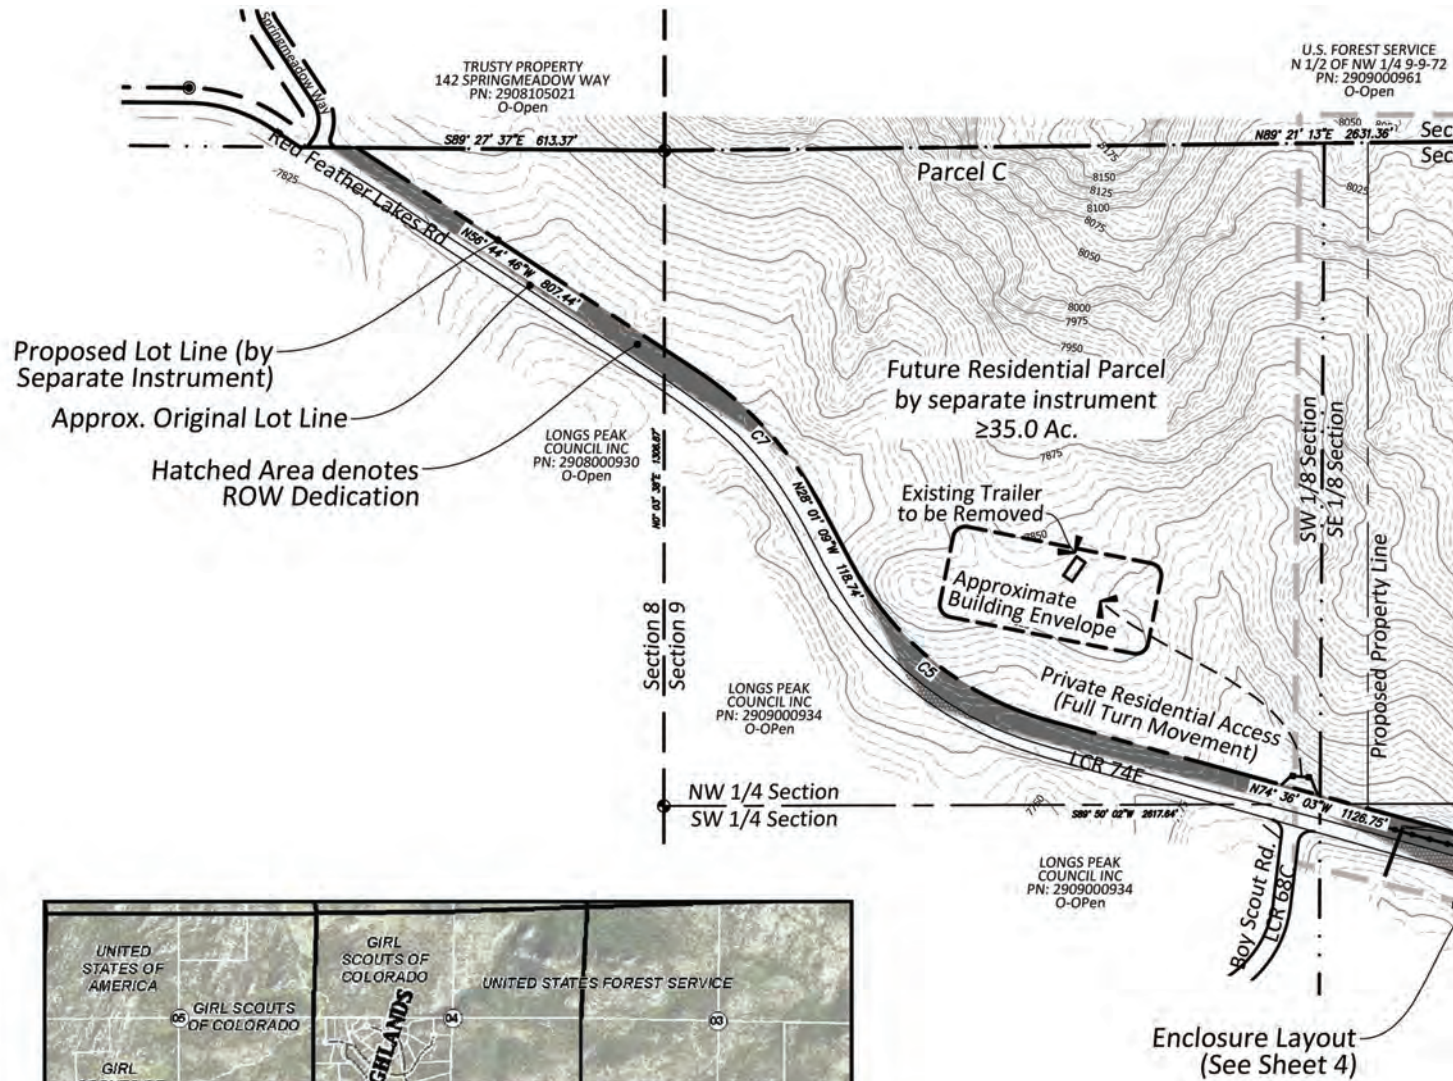 Springmeadow Way
TRUSTY PROPERTY
142 SPRINGMEADOW WAY
PN: 2908105021
O-Open
U.S. FOREST SERVICE
N 1/2 OF NW 1/4 9-9-72
PN: 2909000961
O-Open
S89° 27' 37"E 613.37'
8050
N89° 21' 13"E 2631.36'
Sec
Sec
Parcel C
Red Feather Lakes Rd
7825
8175
8150
8125
8100
8075
8050
8025
8000
7975
7950
N56° 44' 46"W 807.44'
Proposed Lot Line (by
Separate Instrument)
Approx. Original Lot Line
Hatched Area denotes
ROW Dedication
LONGS PEAK
COUNCIL INC
PN: 2908000930
O-Open
N0° 03' 38"E
C7
Future Residential Parcel
by separate instrument
≥35.0 Ac.
7875
Existing Trailer
to be Removed
7850
N28° 01' 09"W 118.74'
Approximate
Building Envelope
SW 1/8 Section
SE 1/8 Section
Proposed Property Line
Section 8
Section 9
C5
Private Residential Access
(Full Turn Movement)
LONGS PEAK
COUNCIL INC
PN: 2909000934
O-OPen
LCR 74E
NW 1/4 Section
SW 1/4 Section
7750
S89° 50' 02"W 2617.64'
N74° 36' 03"W 1126.75'
LONGS PEAK
COUNCIL INC
PN: 2909000934
O-OPen
Boy Scout Rd. /
LCR 68C
Enclosure Layout
(See Sheet 4)
UNITED
STATES OF
AMERICA
GIRL
SCOUTS OF
COLORADO
UNITED STATES FOREST SERVICE
GIRL SCOUTS
OF COLORADO
05
04
03
GHLANDS
GIRL